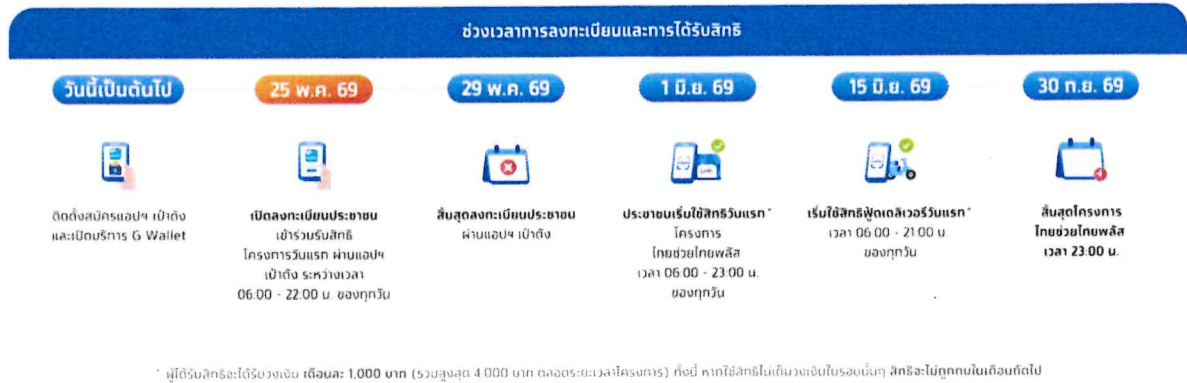 ช่วงเวลาการลงทะเบียนและการได้รับสิทธิ
วันนี้เป็นต้นไป
25 พ.ค. 69
29 พ.ค. 69
1 มิ.ย. 69
15 มิ.ย. 69
30 ก.ย. 69
ติดตั้งสมัครแอปฯ เป๋าตัง
และเปิดบริการ G Wallet
เปิดลงทะเบียนประชาชน
เข้าร่วมรับสิทธิ
โครงการวันแรก ผ่านแอปฯ
เป๋าตัง ระหว่างเวลา
06:00 - 22:00 น. ของทุกวัน
สิ้นสุดลงทะเบียนประชาชน
ผ่านแอปฯ เป๋าตัง
ประชาชนเริ่มใช้สิทธิวันแรก*
โครงการ
ไทยช่วยไทยพลัส
เวลา 06:00 - 23:00 น.
ของทุกวัน
เริ่มใช้สิทธิฟู้ดเดลิเวอรีวันแรก*
เวลา 06:00 - 21:00 น.
ของทุกวัน
สิ้นสุดโครงการ
ไทยช่วยไทยพลัส
เวลา 23:00 น.
* ผู้ได้รับสิทธิจะได้รับวงเงิน เดือนละ 1,000 บาท (รวมสูงสุด 4,000 บาท ตลอดระยะเวลาโครงการ) ทั้งนี้ หากใช้สิทธิไม่เต็มวงเงินในรอบนั้นๆ สิทธิจะไม่ถูกทบในเดือนถัดไป